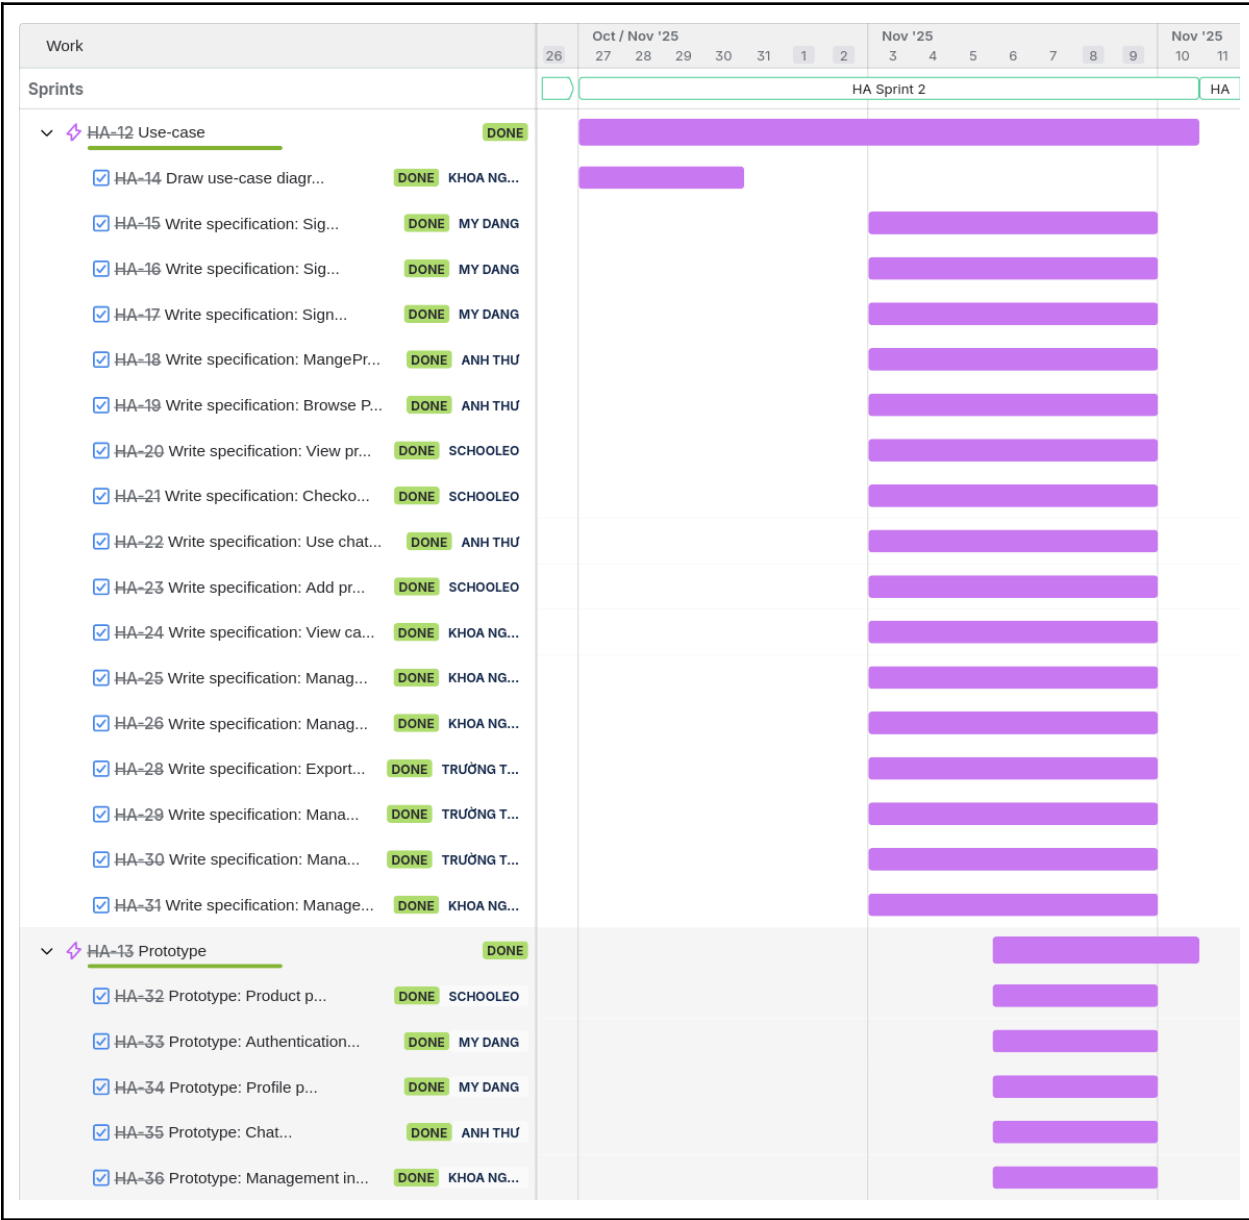 Work
Oct / Nov '25 Nov '25 Nov '25
26 27 28 29 30 31 1 2 3 4 5 6 7 8 9 10 11
Sprints HA Sprint 2 HA
HA-12 Use-case DONE
HA-14 Draw use-case diagr... DONE KHOA NG...
HA-15 Write specification: Sig... DONE MY DANG
HA-16 Write specification: Sig... DONE MY DANG
HA-17 Write specification: Sign... DONE MY DANG
HA-18 Write specification: MangePr... DONE ANH THƯ
HA-19 Write specification: Browse P... DONE ANH THƯ
HA-20 Write specification: View pr... DONE SCHOOLEO
HA-21 Write specification: Checko... DONE SCHOOLEO
HA-22 Write specification: Use chat... DONE ANH THƯ
HA-23 Write specification: Add pr... DONE SCHOOLEO
HA-24 Write specification: View ca... DONE KHOA NG...
HA-25 Write specification: Manag... DONE KHOA NG...
HA-26 Write specification: Manag... DONE KHOA NG...
HA-28 Write specification: Export... DONE TRƯỜNG T...
HA-29 Write specification: Mana... DONE TRƯỜNG T...
HA-30 Write specification: Mana... DONE TRƯỜNG T...
HA-31 Write specification: Manage... DONE KHOA NG...
HA-13 Prototype DONE
HA-32 Prototype: Product p... DONE SCHOOLEO
HA-33 Prototype: Authentication... DONE MY DANG
HA-34 Prototype: Profile p... DONE MY DANG
HA-35 Prototype: Chat... DONE ANH THƯ
HA-36 Prototype: Management in... DONE KHOA NG...